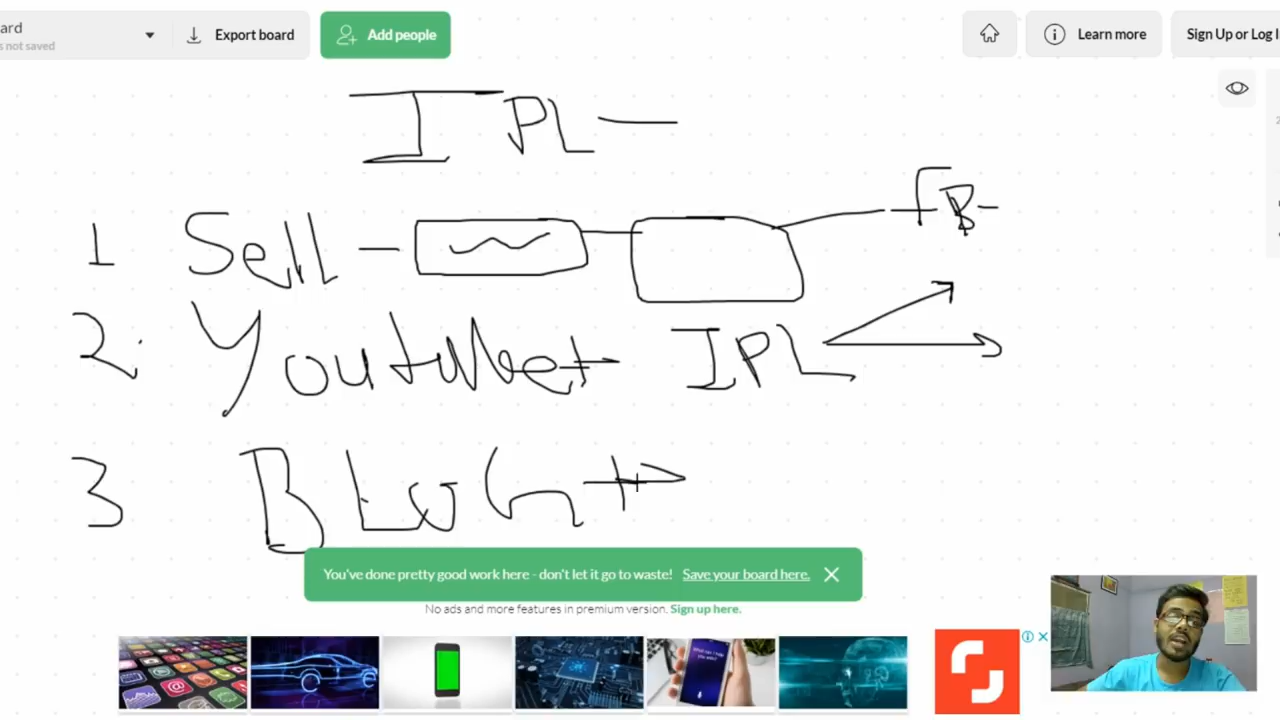 ard
s not saved
Export board
Add people
Learn more
Sign Up or Log I
IPL —
1 Sell — FB-
2. Youtube IPL
3 BLOG
You've done pretty good work here - don't let it go to waste! Save your board here.
No ads and more features in premium version. Sign up here.